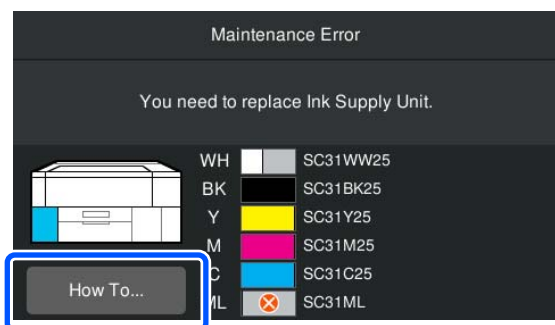 Maintenance Error
You need to replace Ink Supply Unit.
WH SC31WW25
BK SC31BK25
Y SC31Y25
M SC31M25
C SC31C25
ML SC31ML
How To...